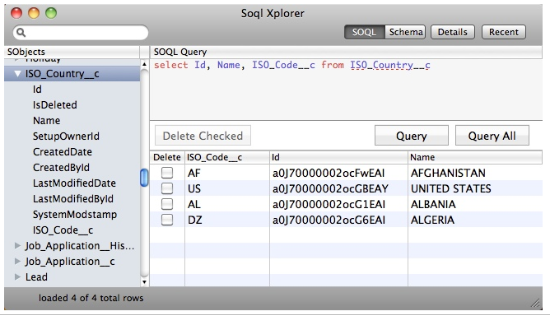 Soql Xplorer
SOQL Schema Details Recent
SObjects
SOQL Query
select Id, Name, ISO_Code__c from ISO_Country__c
Holiday
ISO_Country__c
Id
IsDeleted
Name
SetupOwnerId
CreatedDate
CreatedById
LastModifiedDate
LastModifiedById
SystemModstamp
ISO_Code__c
Job_Application__His...
Job_Application__c
Lead
Delete Checked Query Query All
Delete ISO_Code__c Id Name
AF a0J70000002ocFwEAI AFGHANISTAN
US a0J70000002ocGBEAY UNITED STATES
AL a0J70000002ocG1EAI ALBANIA
DZ a0J70000002ocG6EAI ALGERIA
loaded 4 of 4 total rows